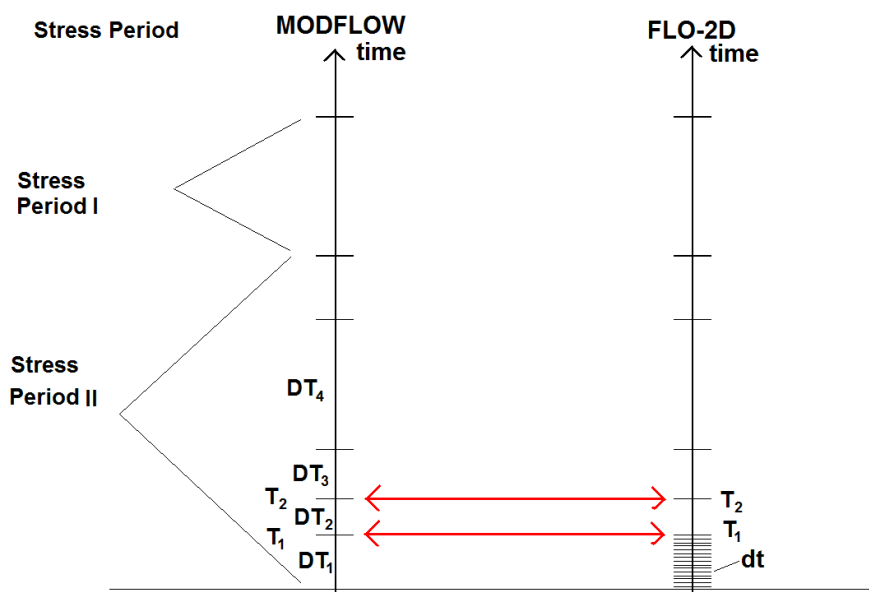 Stress Period
MODFLOW
time
FLO-2D
time
Stress
Period I
Stress
Period II
DT₄
DT₃
T₂
DT₂
T₁
DT₁
T₂
T₁
dt